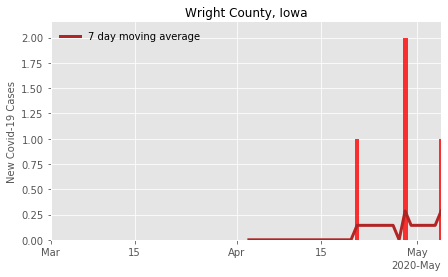 Wright County, Iowa
7 day moving average
New Covid-19 Cases
2.00
1.75
1.50
1.25
1.00
0.75
0.50
0.25
0.00
Mar 15 Apr 15 May
2020-May